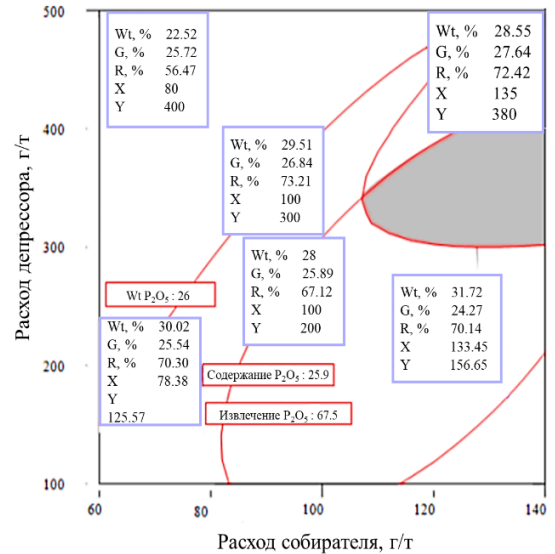 500
Wt, % 22.52
G, % 25.72
R, % 56.47
X 80
Y 400
Wt, % 28.55
G, % 27.64
R, % 72.42
X 135
Y 380
400
Wt, % 29.51
G, % 26.84
R, % 73.21
X 100
Y 300
Расход депрессора, г/т
300
Wt, % 28
G, % 25.89
R, % 67.12
X 100
Y 200
Wt P₂O₅ : 26
Wt, % 31.72
G, % 24.27
R, % 70.14
X 133.45
Y 156.65
Wt, % 30.02
G, % 25.54
R, % 70.30
X 78.38
Y
125.57
200
Содержание P₂O₅ : 25.9
Извлечение P₂O₅ : 67.5
100
60 80 100 120 140
Расход собирателя, г/т